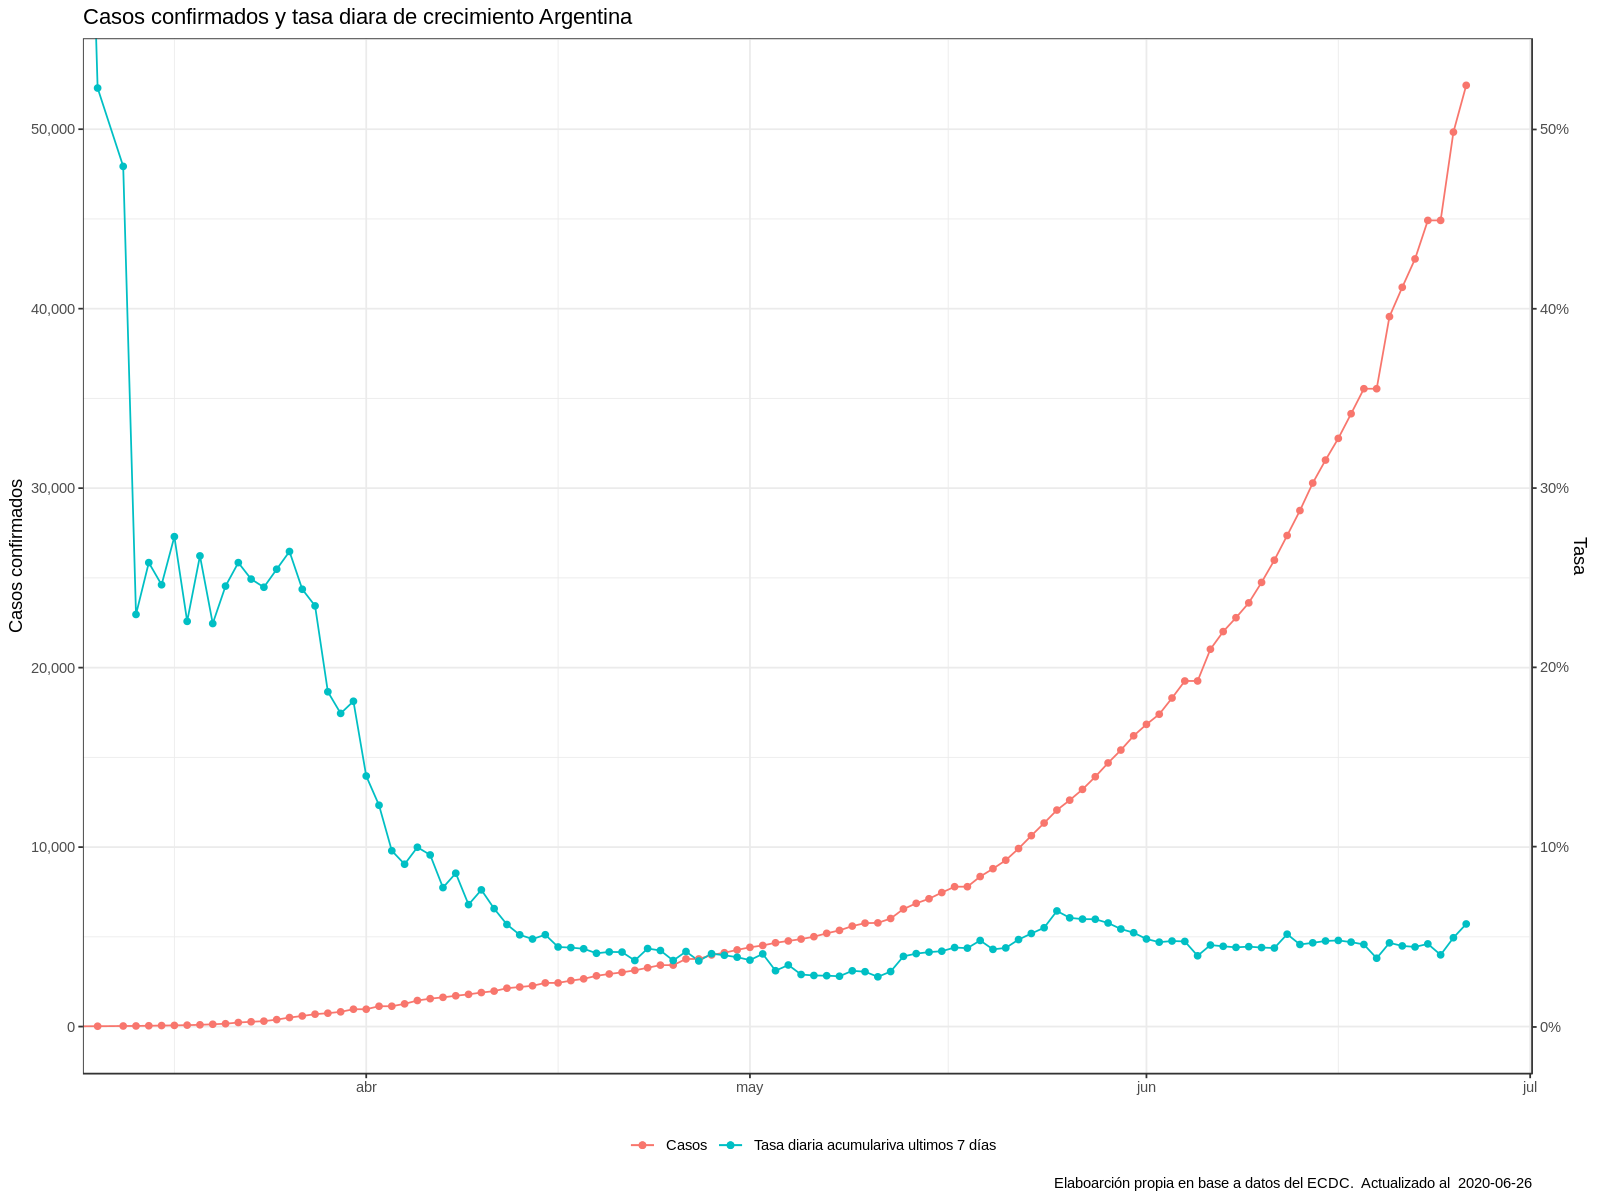 Casos confirmados y tasa diara de crecimiento Argentina
50,000
40,000
30,000
20,000
10,000
0
Casos confirmados
50%
40%
30%
20%
10%
0%
Tasa
abr
may
jun
jul
Casos
Tasa diaria acumulariva ultimos 7 días
Elaboarción propia en base a datos del ECDC.  Actualizado al  2020-06-26